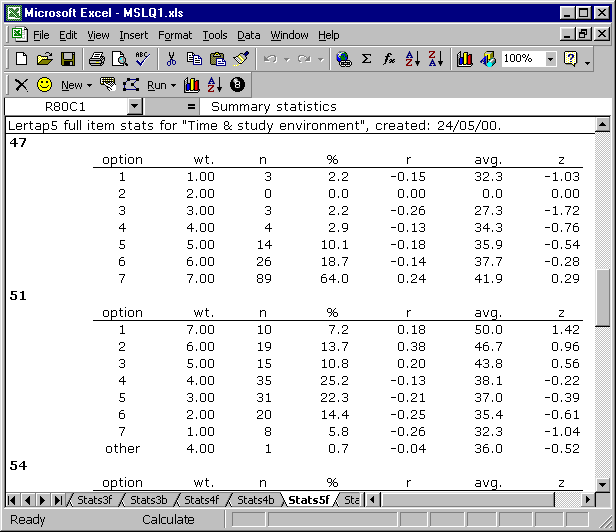 Microsoft Excel - MSLQ1.xls
File Edit View Insert Format Tools Data Window Help
ABC Σ fx A Z Z A 100% ?
New Run A Z 8
R80C1 = Summary statistics
Lertap5 full item stats for "Time & study environment", created: 24/05/00.
47
option wt. n % r avg. z
1 1.00 3 2.2 -0.15 32.3 -1.03
2 2.00 0 0.0 0.00 0.0 0.00
3 3.00 3 2.2 -0.26 27.3 -1.72
4 4.00 4 2.9 -0.13 34.3 -0.76
5 5.00 14 10.1 -0.18 35.9 -0.54
6 6.00 26 18.7 -0.14 37.7 -0.28
7 7.00 89 64.0 0.24 41.9 0.29
51
option wt. n % r avg. z
1 7.00 10 7.2 0.18 50.0 1.42
2 6.00 19 13.7 0.38 46.7 0.96
3 5.00 15 10.8 0.20 43.8 0.56
4 4.00 35 25.2 -0.13 38.1 -0.22
5 3.00 31 22.3 -0.21 37.0 -0.39
6 2.00 20 14.4 -0.25 35.4 -0.61
7 1.00 8 5.8 -0.26 32.3 -1.04
other 4.00 1 0.7 -0.04 36.0 -0.52
54
option wt. n % r avg. z
Stats3f Stats3b Stats4f Stats4b Stats5f Sta
Ready Calculate